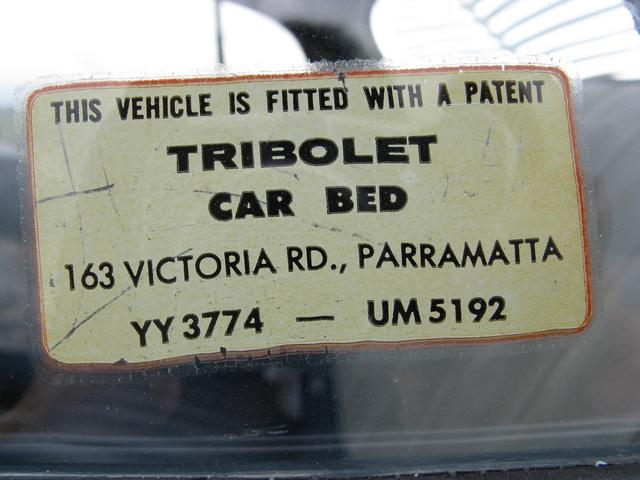 THIS VEHICLE IS FITTED WITH A PATENT
TRIBOLET
CAR BED
163 VICTORIA RD., PARRAMATTA
YY 3774 — UM 5192